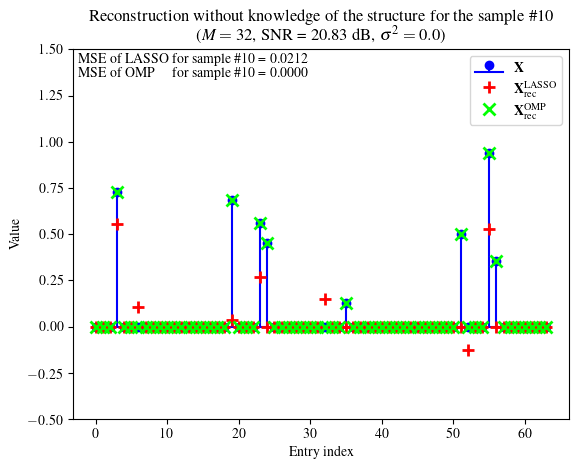 Reconstruction without knowledge of the structure for the sample #10
(M = 32, SNR = 20.83 dB, σ² = 0.0)
MSE of LASSO for sample #10 = 0.0212
MSE of OMP for sample #10 = 0.0000
X
X_rec^LASSO
X_rec^OMP
1.50
1.25
1.00
0.75
0.50
0.25
0.00
−0.25
−0.50
Value
0 10 20 30 40 50 60
Entry index